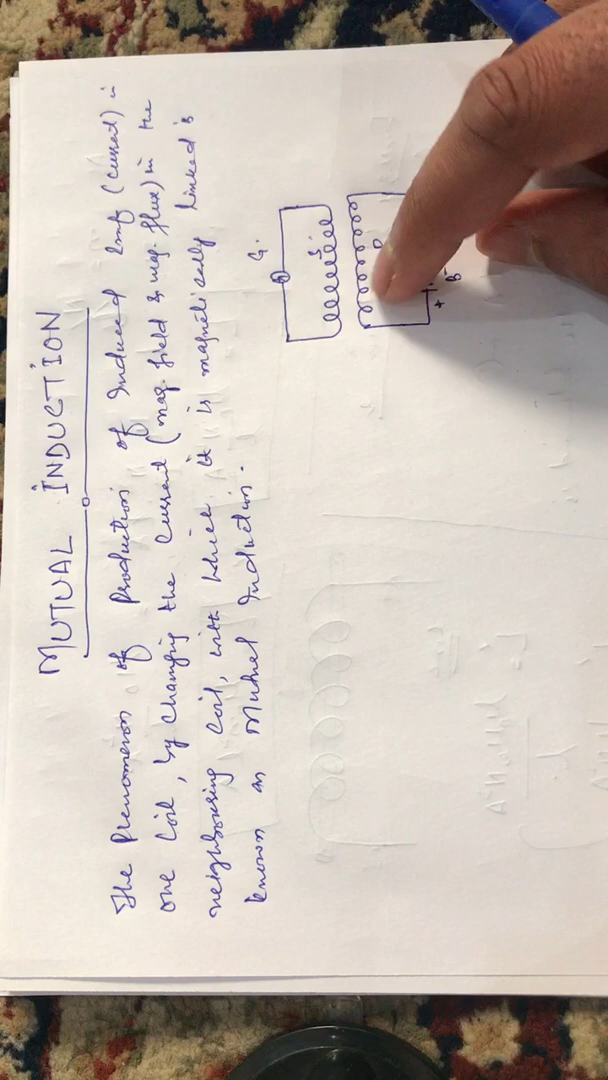 MUTUAL INDUCTION
The Phenomenon of Production of Induced Emf (current) in
one coil, by changing the current (mag. field & mag. flux) in the
neighbouring coil, with which it is magnetically linked is
known as Mutual Induction.
G.
S
P
+ B -